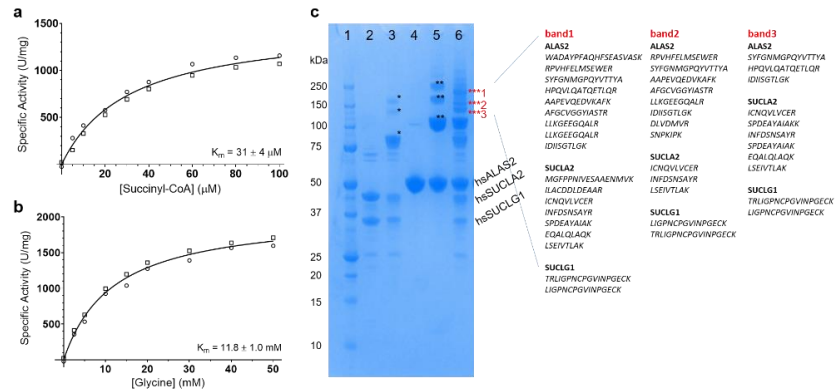 a
1500
1000
500
0
Specific Activity (U/mg)
Km = 31 ± 4 μM
0 20 40 60 80 100
[Succinyl-CoA] (μM)
b
2000
1500
1000
500
0
Specific Activity (U/mg)
Km = 11.8 ± 1.0 mM
0 10 20 30 40 50
[Glycine] (mM)
c
1 2 3 4 5 6
kDa
250
150
100
75
50
37
25
20
15
10
*
*
*
**
**
**
***1
***2
***3
hsALAS2
hsSUCLA2
hsSUCLG1
band1
ALAS2
WADAYPFAQHFSEASVASK
RPVHFELMSEWER
SYFGNMGPQYVTTYA
HPQVLQATQETLQR
AAPEVQEDVKAFK
AFGCVGGYIASTR
LLKGEEGQALR
LLKGEEGQALR
IDIISGTLGK
SUCLA2
MGFPPNIVESAAENMVK
ILACDDLDEAAR
ICNQVLVCER
INFDSNSAYR
SPDEAYAIAK
EQALQLAQK
LSEIVTLAK
SUCLG1
TRLIGPNCPGVINPGECK
LIGPNCPGVINPGECK
band2
ALAS2
RPVHFELMSEWER
SYFGNMGPQYVTTYA
AAPEVQEDVKAFK
AFGCVGGYIASTR
LLKGEEGQALR
IDIISGTLGK
DLVDMVR
SNPKIPK
SUCLA2
ICNQVLVCER
INFDSNSAYR
LSEIVTLAK
SUCLG1
LIGPNCPGVINPGECK
TRLIGPNCPGVINPGECK
band3
ALAS2
SYFGNMGPQYVTTYA
HPQVLQATQETLQR
IDIISGTLGK
SUCLA2
ICNQVLVCER
SPDEAYAIAKK
INFDSNSAYR
SPDEAYAIAK
EQALQLAQK
LSEIVTLAK
SUCLG1
TRLIGPNCPGVINPGECK
LIGPNCPGVINPGECK